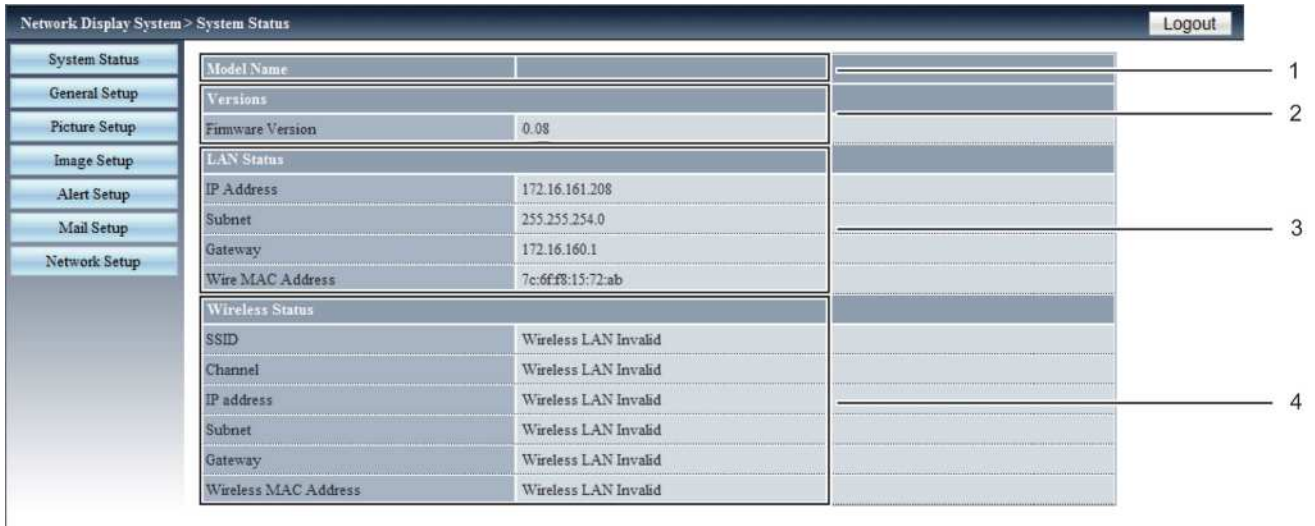 Network Display System > System Status
Logout
System Status
General Setup
Picture Setup
Image Setup
Alert Setup
Mail Setup
Network Setup
Model Name
1
Versions
2
Firmware Version 0.08
LAN Status
IP Address 172.16.161.208
Subnet 255.255.254.0
3
Gateway 172.16.160.1
Wire MAC Address 7c:6f:f8:15:72:ab
Wireless Status
SSID Wireless LAN Invalid
Channel Wireless LAN Invalid
IP address Wireless LAN Invalid
4
Subnet Wireless LAN Invalid
Gateway Wireless LAN Invalid
Wireless MAC Address Wireless LAN Invalid